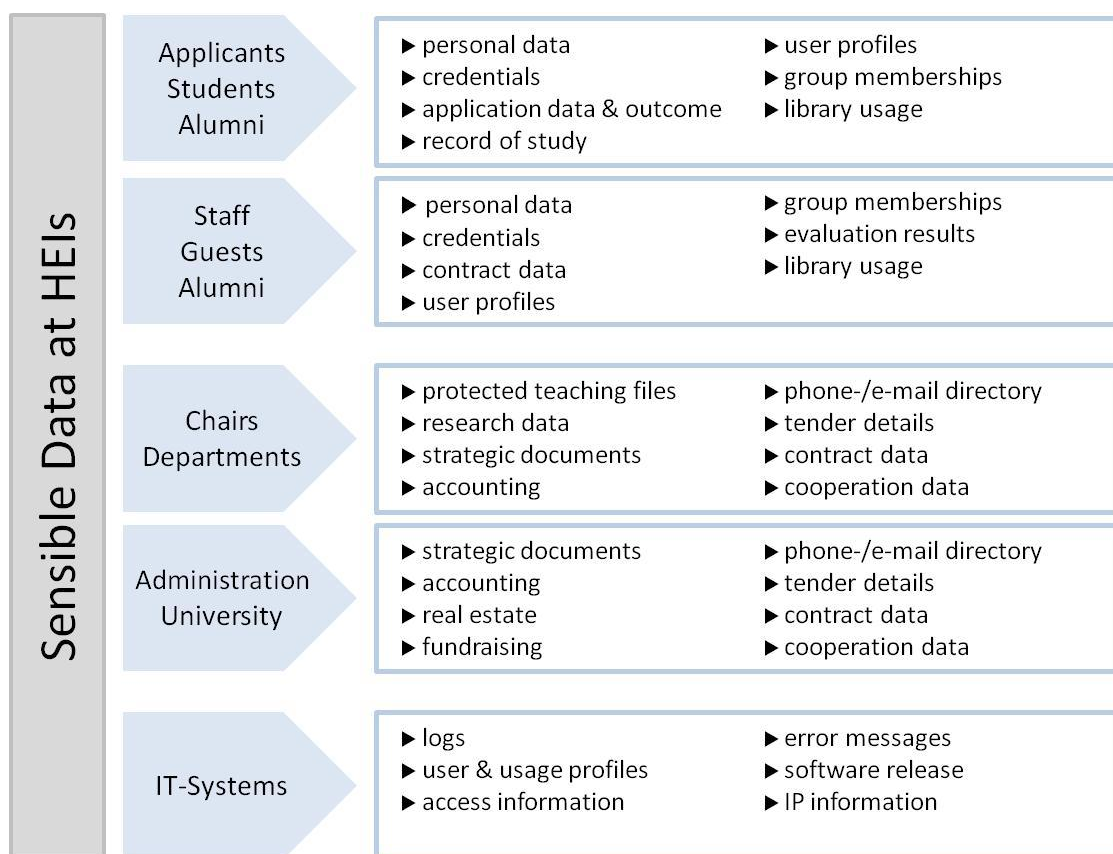 Sensible Data at HEIs
Applicants
Students
Alumni
▶ personal data
▶ credentials
▶ application data & outcome
▶ record of study
▶ user profiles
▶ group memberships
▶ library usage
Staff
Guests
Alumni
▶ personal data
▶ credentials
▶ contract data
▶ user profiles
▶ group memberships
▶ evaluation results
▶ library usage
Chairs
Departments
▶ protected teaching files
▶ research data
▶ strategic documents
▶ accounting
▶ phone-/e-mail directory
▶ tender details
▶ contract data
▶ cooperation data
Administration
University
▶ strategic documents
▶ accounting
▶ real estate
▶ fundraising
▶ phone-/e-mail directory
▶ tender details
▶ contract data
▶ cooperation data
IT-Systems
▶ logs
▶ user & usage profiles
▶ access information
▶ error messages
▶ software release
▶ IP information